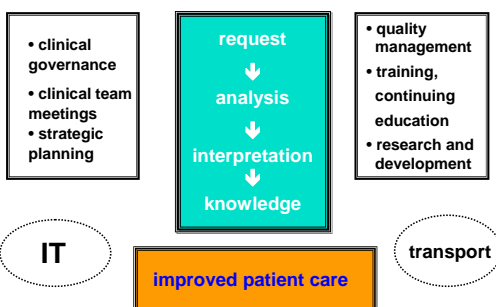 • clinical
governance
• clinical team
meetings
• strategic
planning
request
analysis
interpretation
knowledge
• quality
management
• training,
continuing
education
• research and
development
IT
improved patient care
transport